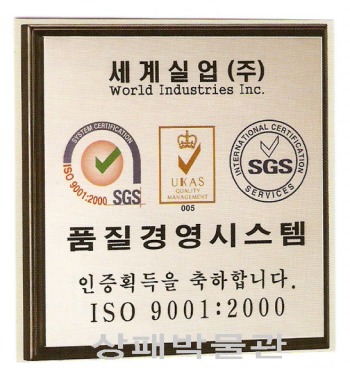 세계실업(주)
World Industries Inc.
SYSTEM CERTIFICATION
ISO 9001:2000 SGS
UKAS
QUALITY
MANAGEMENT
005
INTERNATIONAL CERTIFICATION
SGS
SERVICES
품질경영시스템
인증획득을 축하합니다.
ISO 9001:2000
상패박물관